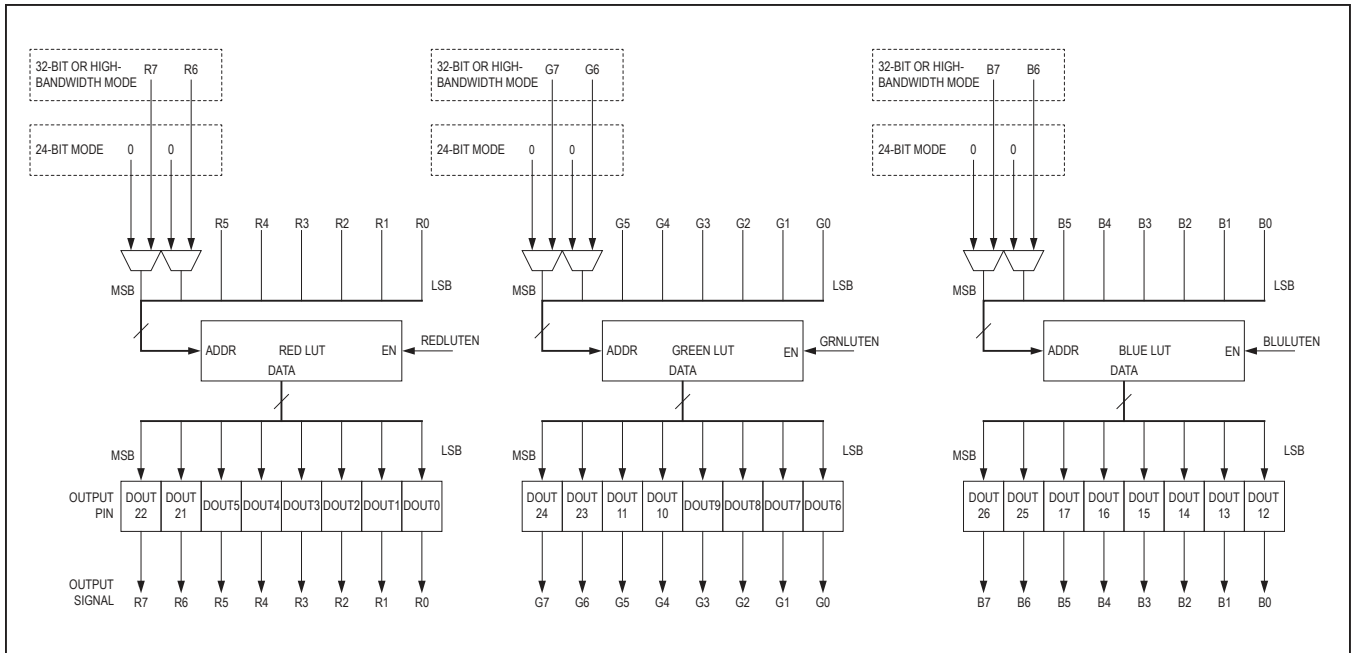 32-BIT OR HIGH-
BANDWIDTH MODE R7 R6
24-BIT MODE 0 0
R5 R4 R3 R2 R1 R0
MSB LSB
ADDR RED LUT EN REDLUTEN
DATA
MSB LSB
OUTPUT
PIN
DOUT
22
DOUT
21
DOUT5 DOUT4 DOUT3 DOUT2 DOUT1 DOUT0
OUTPUT
SIGNAL
R7 R6 R5 R4 R3 R2 R1 R0
32-BIT OR HIGH-
BANDWIDTH MODE G7 G6
24-BIT MODE 0 0
G5 G4 G3 G2 G1 G0
MSB LSB
ADDR GREEN LUT EN GRNLUTEN
DATA
MSB LSB
DOUT
24
DOUT
23
DOUT
11
DOUT
10
DOUT9 DOUT8 DOUT7 DOUT6
G7 G6 G5 G4 G3 G2 G1 G0
32-BIT OR HIGH-
BANDWIDTH MODE B7 B6
24-BIT MODE 0 0
B5 B4 B3 B2 B1 B0
MSB LSB
ADDR BLUE LUT EN BLULUTEN
DATA
MSB LSB
DOUT
26
DOUT
25
DOUT
17
DOUT
16
DOUT
15
DOUT
14
DOUT
13
DOUT
12
B7 B6 B5 B4 B3 B2 B1 B0